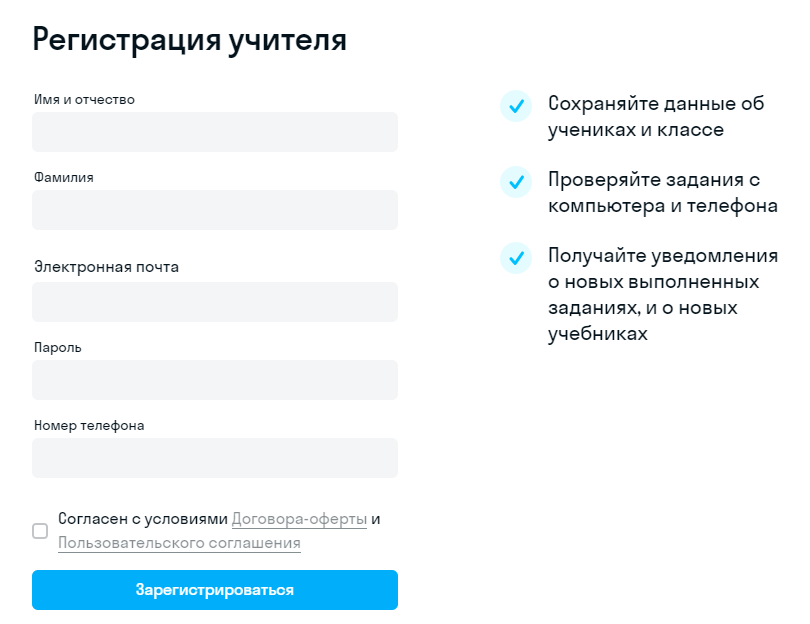 Регистрация учителя
Имя и отчество
Фамилия
Электронная почта
Пароль
Номер телефона
Согласен с условиями Договора-оферты и
Пользовательского соглашения
Зарегистрироваться
Сохраняйте данные об
учениках и классе
Проверяйте задания с
компьютера и телефона
Получайте уведомления
о новых выполненных
заданиях, и о новых
учебниках